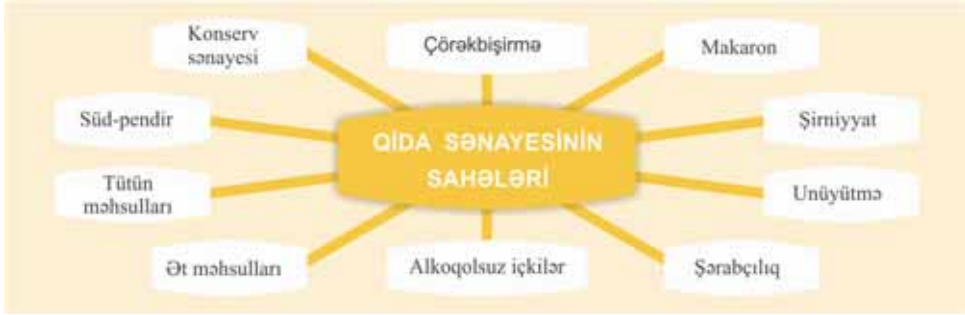 Konserv
sənayesi
Çörəkbişirmə
Makaron
Süd-pendir
QİDA SƏNAYESİNİN
SAHƏLƏRİ
Şirniyyat
Tütün
məhsulları
Unüyütmə
Ət məhsulları
Alkoqolsuz içkilər
Şərabçılıq